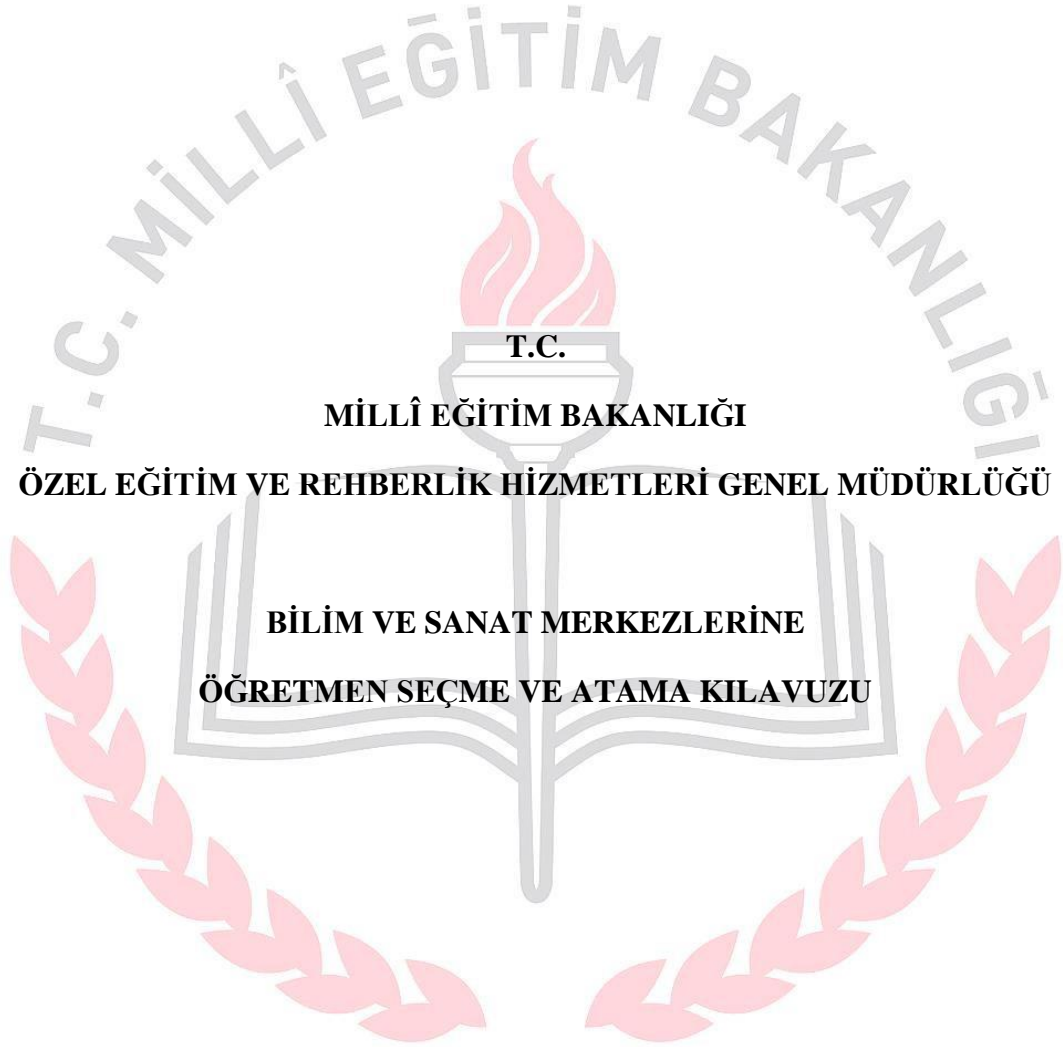 T.C. MİLLÎ EĞİTİM BAKANLIĞI
T.C.
MİLLÎ EĞİTİM BAKANLIĞI
ÖZEL EĞİTİM VE REHBERLİK HİZMETLERİ GENEL MÜDÜRLÜĞÜ
BİLİM VE SANAT MERKEZLERİNE
ÖĞRETMEN SEÇME VE ATAMA KILAVUZU